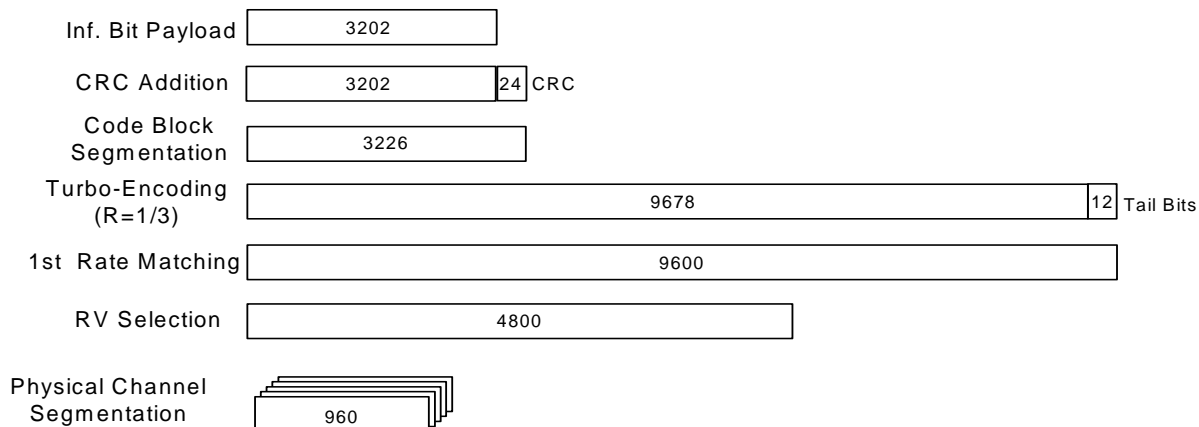 Inf. Bit Payload 3202
CRC Addition 3202 24 CRC
Code Block
Segmentation 3226
Turbo-Encoding
(R=1/3) 9678 12 Tail Bits
1st Rate Matching 9600
RV Selection 4800
Physical Channel
Segmentation 960